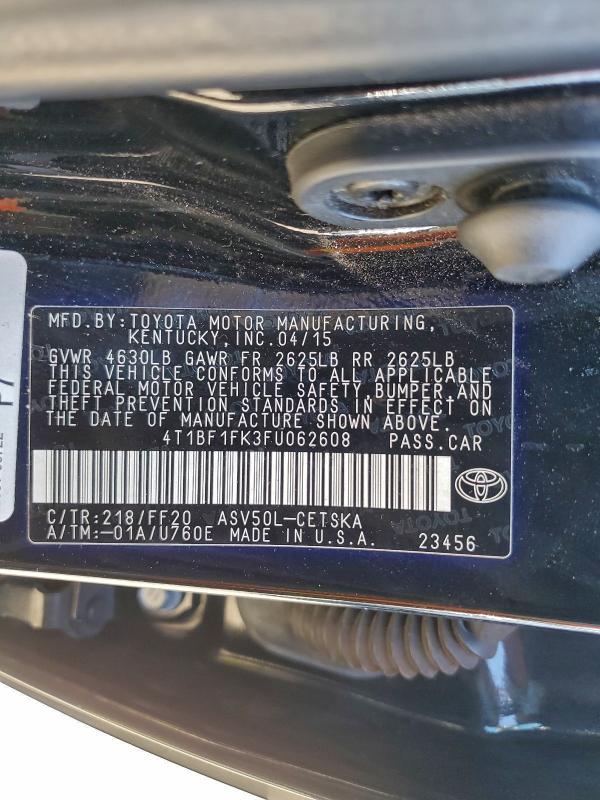 MFD.BY:TOYOTA MOTOR MANUFACTURING,
KENTUCKY, INC. 04/15
GVWR 4630LB GAWR FR 2625LB RR 2625LB
THIS VEHICLE CONFORMS TO ALL APPLICABLE
FEDERAL MOTOR VEHICLE SAFETY, BUMPER, AND
THEFT PREVENTION STANDARDS IN EFFECT ON
THE DATE OF MANUFACTURE SHOWN ABOVE.
4T1BF1FK3FU062608 PASS.CAR
C/TR:218/FF20 ASV50L-CETSKA
A/TM:-01A/U760E MADE IN U.S.A. 23456